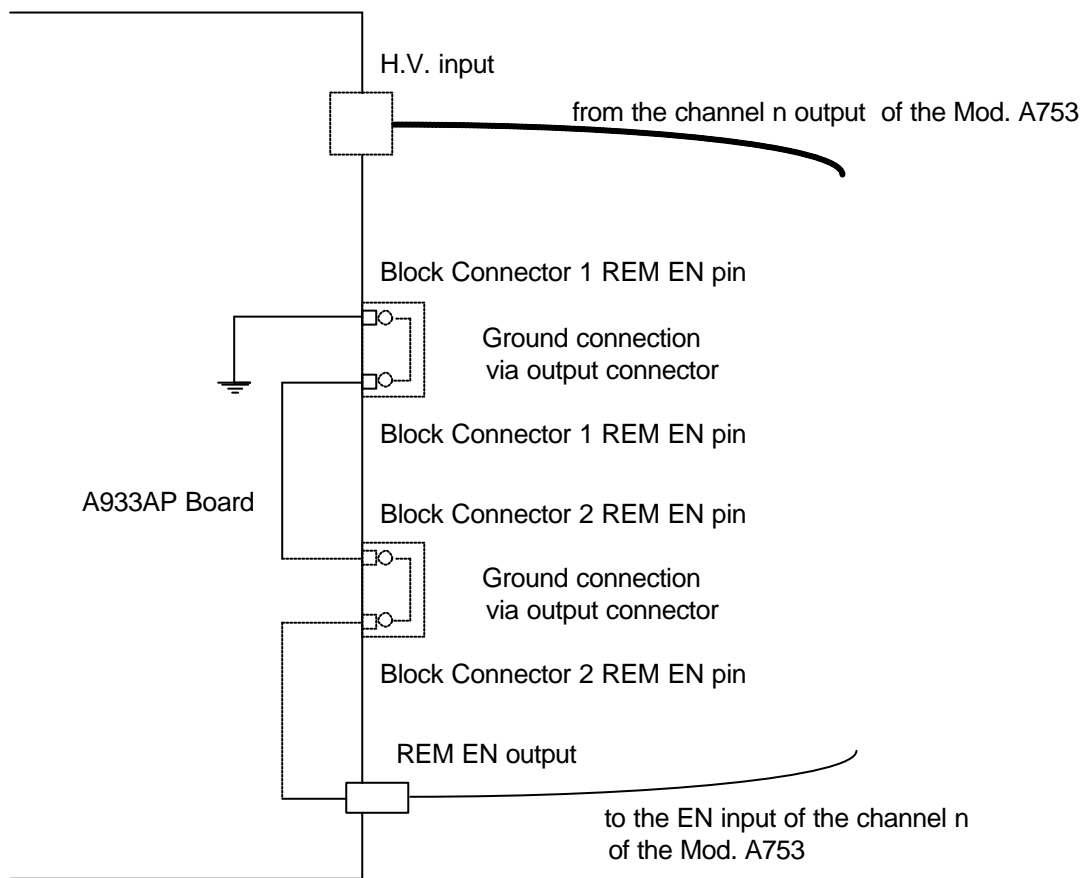 H.V. input
from the channel n output of the Mod. A753
Block Connector 1 REM EN pin
Ground connection
via output connector
Block Connector 1 REM EN pin
A933AP Board
Block Connector 2 REM EN pin
Ground connection
via output connector
Block Connector 2 REM EN pin
REM EN output
to the EN input of the channel n
of the Mod. A753